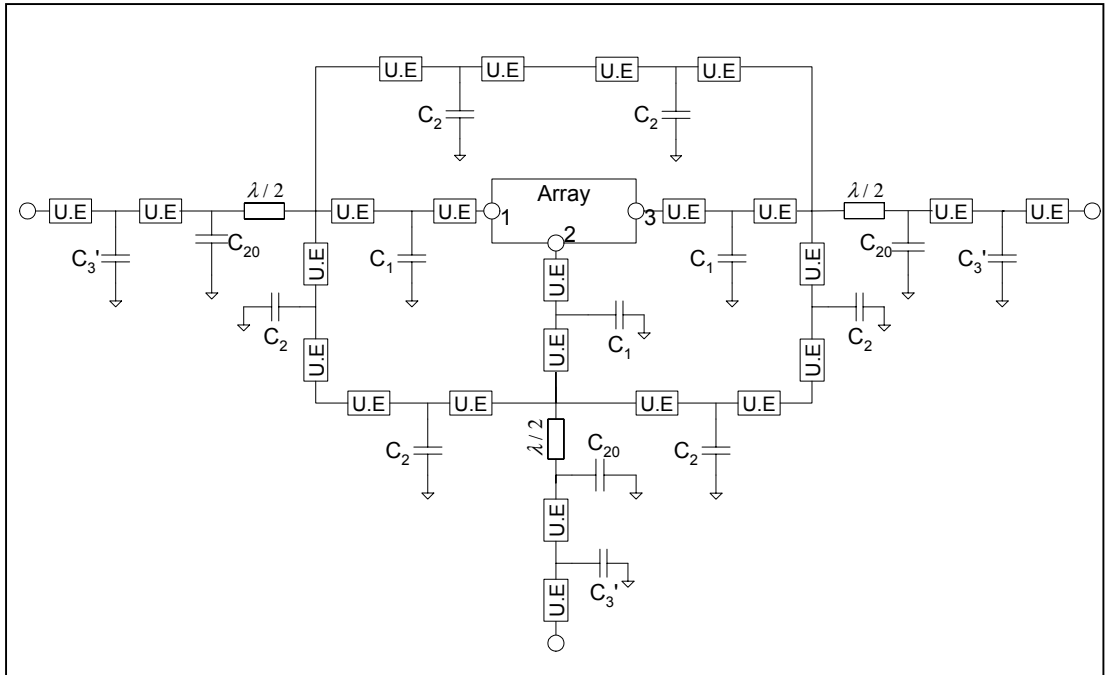 U.E U.E U.E U.E
C₂ C₂
λ / 2 Array λ / 2
U.E U.E U.E U.E 1 3 U.E U.E U.E U.E
2
C₃' C₂₀ C₁ C₁ C₂₀ C₃'
U.E U.E U.E
C₂ C₁ C₂
U.E U.E U.E
U.E U.E U.E U.E
C₂ λ / 2 C₂₀ C₂
U.E
C₃'
U.E